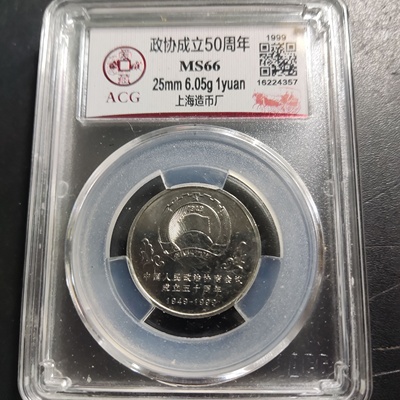 政协成立50周年
MS66
25mm 6.05g 1yuan
上海造币厂
ACG
1999
16224357
中国人民政治协商会议
成立五十周年
1949-1999